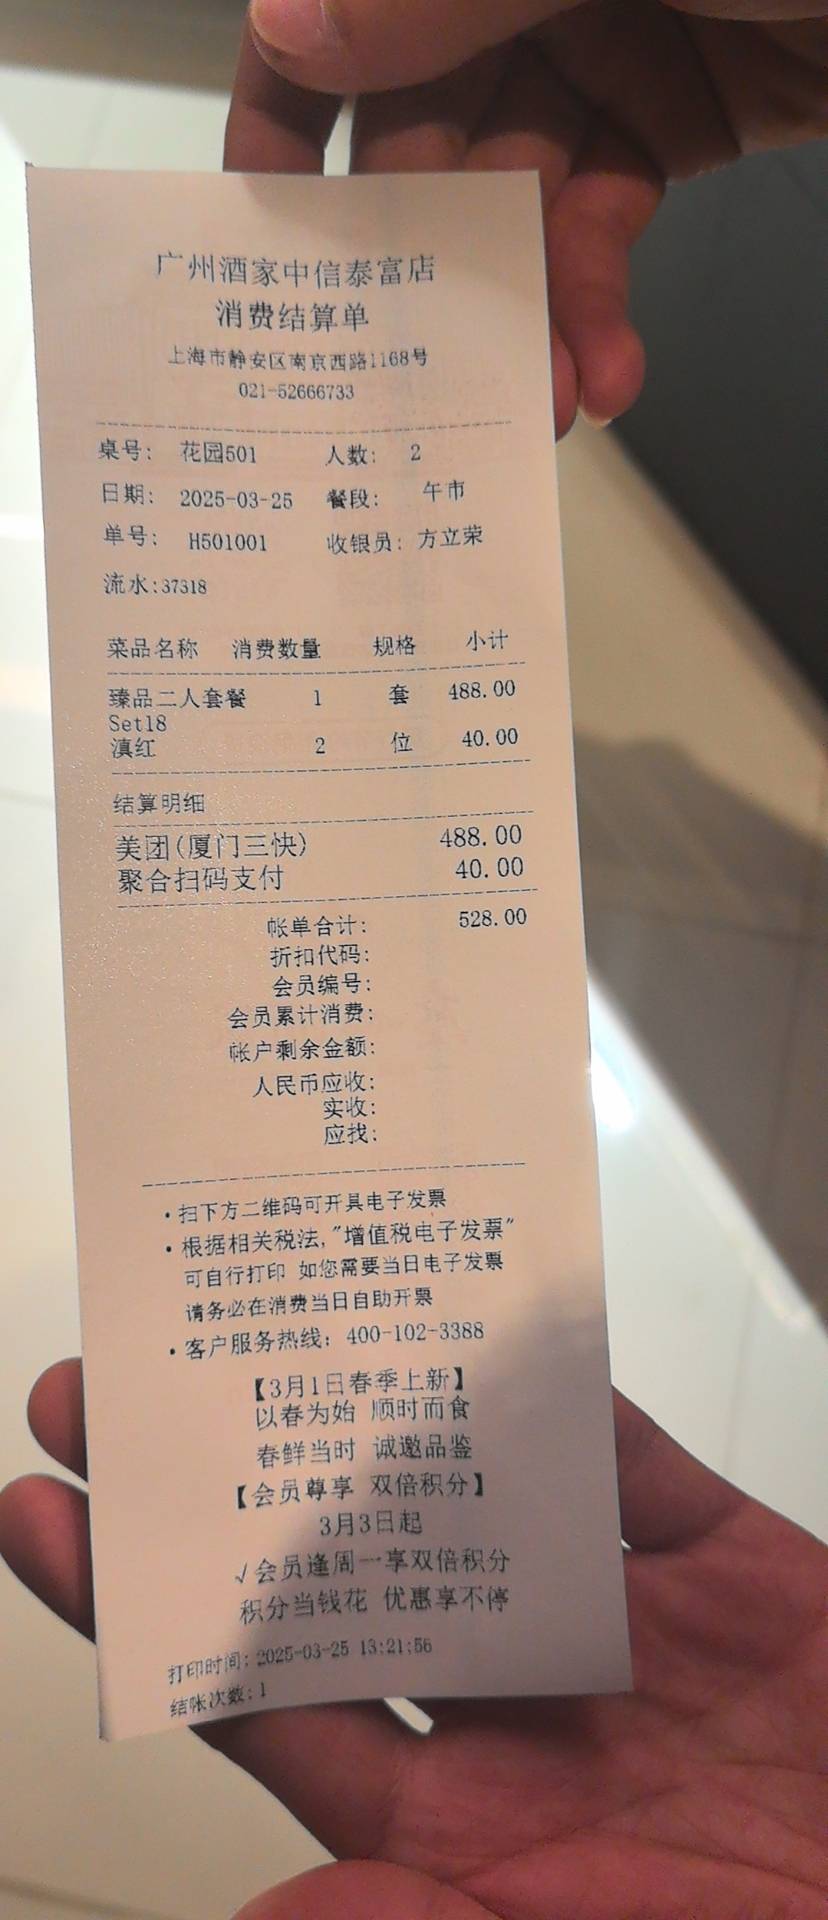 广州酒家中信泰富店
消费结算单
上海市静安区南京西路1168号
021-52666733
桌号: 花园501 人数: 2
日期: 2025-03-25 餐段: 午市
单号: H501001 收银员: 方立荣
流水:37318
菜品名称 消费数量 规格 小计
臻品二人套餐 1 套 488.00
Set18
滇红 2 位 40.00
结算明细
美团(厦门三快) 488.00
聚合扫码支付 40.00
帐单合计: 528.00
折扣代码:
会员编号:
会员累计消费:
帐户剩余金额:
人民币应收:
实收:
应找:
·扫下方二维码可开具电子发票
·根据相关税法,"增值税电子发票"
可自行打印 如您需要当日电子发票
请务必在消费当日自助开票
·客户服务热线: 400-102-3388
【3月1日春季上新】
以春为始 顺时而食
春鲜当时 诚邀品鉴
【会员尊享 双倍积分】
3月3日起
√会员逢周一享双倍积分
积分当钱花 优惠享不停
打印时间: 2025-03-25 13:21:56
结帐次数: 1